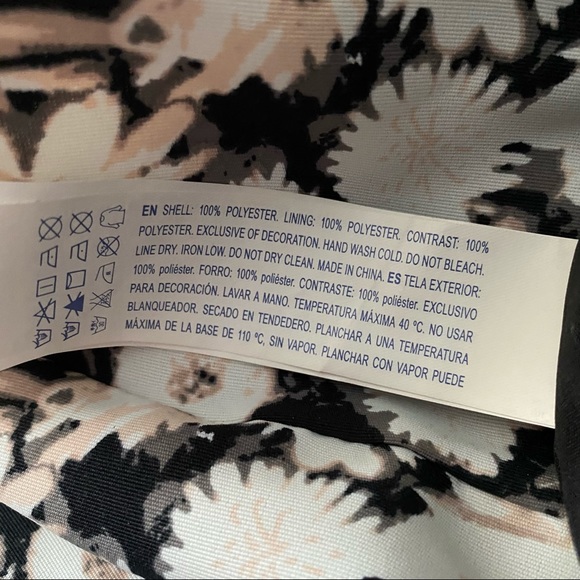 EN SHELL: 100% POLYESTER. LINING: 100% POLYESTER. CONTRAST: 100%
POLYESTER. EXCLUSIVE OF DECORATION. HAND WASH COLD. DO NOT BLEACH.
LINE DRY. IRON LOW. DO NOT DRY CLEAN. MADE IN CHINA. ES TELA EXTERIOR:
100% poliéster. FORRO: 100% poliéster. CONTRASTE: 100% poliéster. EXCLUSIVO
PARA DECORACIÓN. LAVAR A MANO. TEMPERATURA MÁXIMA 40 ºC. NO USAR
BLANQUEADOR. SECADO EN TENDEDERO. PLANCHAR A UNA TEMPERATURA
MÁXIMA DE LA BASE DE 110 ºC, SIN VAPOR. PLANCHAR CON VAPOR PUEDE